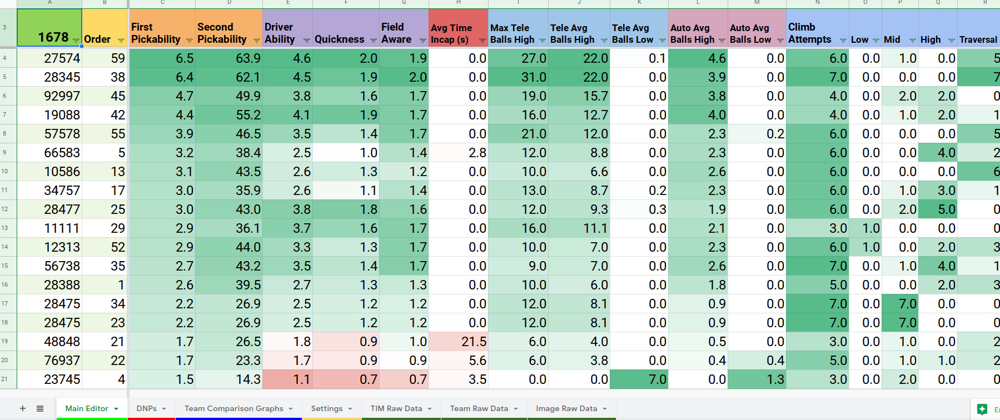 A B C D E F G H I J K L M N O P Q R
3 1678 Order First Pickability Second Pickability Driver Ability Quickness Field Aware Avg Time Incap (s) Max Tele Balls High Tele Avg Balls High Tele Avg Balls Low Auto Avg Balls High Auto Avg Balls Low Climb Attempts Low Mid High Traversal
4 27574 59 6.5 63.9 4.6 2.0 1.9 0.0 27.0 22.0 0.1 4.6 0.0 6.0 0.0 1.0 0.0 5
5 28345 38 6.4 62.1 4.5 1.9 2.0 0.0 31.0 22.0 0.0 3.9 0.0 7.0 0.0 0.0 0.0 7
6 92997 45 4.7 49.9 3.8 1.6 1.7 0.0 19.0 15.7 0.0 3.8 0.0 4.0 0.0 2.0 2.0 0
7 19088 42 4.4 55.2 4.1 1.9 1.7 0.0 16.0 12.7 0.0 4.0 0.0 4.0 0.0 1.0 2.0 1
8 57578 55 3.9 46.5 3.5 1.4 1.7 0.0 21.0 12.0 0.0 2.3 0.2 6.0 0.0 0.0 0.0 5
9 66583 5 3.2 38.4 2.5 1.0 1.4 2.8 12.0 8.8 0.0 2.3 0.0 6.0 0.0 0.0 4.0 2
10 10586 13 3.1 43.5 2.6 1.3 1.2 0.0 10.0 6.6 0.0 2.6 0.0 6.0 0.0 0.0 0.0 6
11 34757 17 3.0 35.9 2.6 1.1 1.4 0.0 13.0 8.7 0.2 2.3 0.0 6.0 0.0 1.0 3.0 1
12 28477 25 3.0 43.0 3.8 1.8 1.6 0.0 12.0 9.3 0.3 1.9 0.0 6.0 0.0 2.0 5.0 0
13 11111 29 2.9 36.1 3.7 1.6 1.7 0.0 16.0 11.1 0.0 2.1 0.0 3.0 1.0 0.0 0.0 0
14 12313 52 2.9 44.0 3.3 1.3 1.7 0.0 10.0 7.0 0.0 2.3 0.0 6.0 1.0 0.0 2.0 3
15 56738 35 2.7 43.2 3.5 1.4 1.7 0.0 9.0 7.0 0.0 2.6 0.0 7.0 0.0 1.0 4.0 1
16 28388 1 2.6 39.5 2.7 1.3 1.3 0.0 10.0 6.0 0.0 1.8 0.0 5.0 0.0 0.0 2.0 3
17 28475 34 2.2 26.9 2.5 1.2 1.2 0.0 12.0 8.1 0.0 0.9 0.0 7.0 0.0 7.0 0.0 0
18 28475 23 2.2 26.9 2.5 1.2 1.2 0.0 12.0 8.1 0.0 0.9 0.0 7.0 0.0 7.0 0.0 0
19 48848 21 1.7 26.5 1.8 0.9 1.0 21.5 6.0 4.0 0.0 0.5 0.0 3.0 0.0 1.0 0.0 2
20 76937 22 1.7 23.3 1.7 0.9 0.9 5.6 6.0 3.8 0.0 0.4 0.4 5.0 0.0 1.0 1.0 2
21 23745 4 1.5 14.3 1.1 0.7 0.7 3.5 0.0 0.0 7.0 0.0 1.3 3.0 0.0 2.0 0.0 0
Main Editor DNPs Team Comparison Graphs Settings TIM Raw Data Team Raw Data Image Raw Data Ex